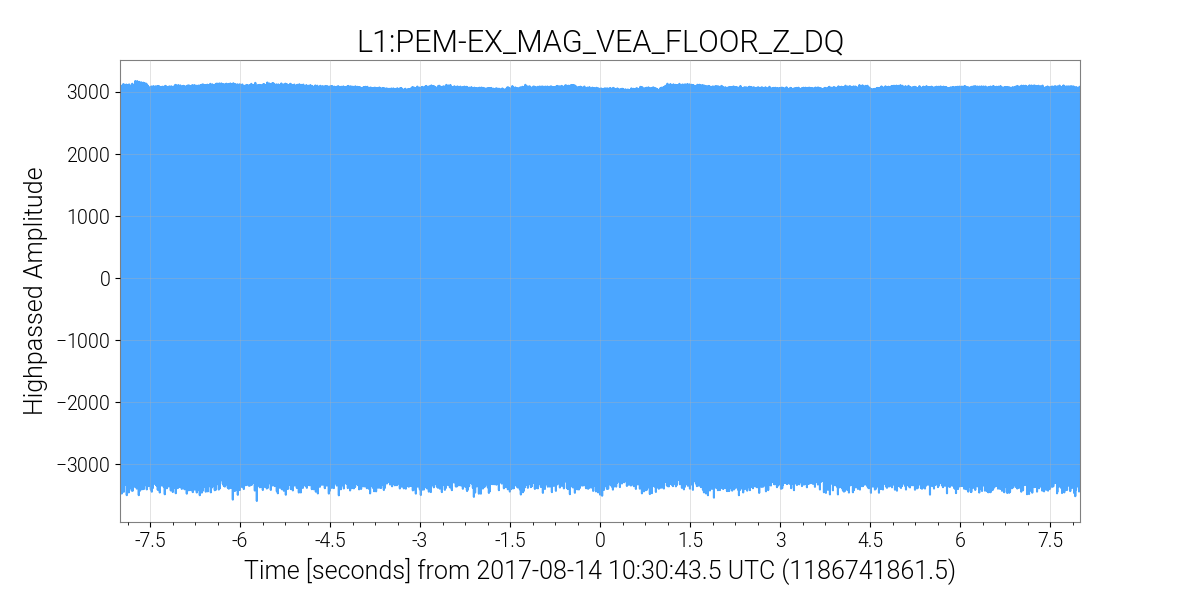 L1:PEM-EX_MAG_VEA_FLOOR_Z_DQ
3000
2000
1000
0
−1000
−2000
−3000
Highpassed Amplitude
-7.5 -6 -4.5 -3 -1.5 0 1.5 3 4.5 6 7.5
Time [seconds] from 2017-08-14 10:30:43.5 UTC (1186741861.5)